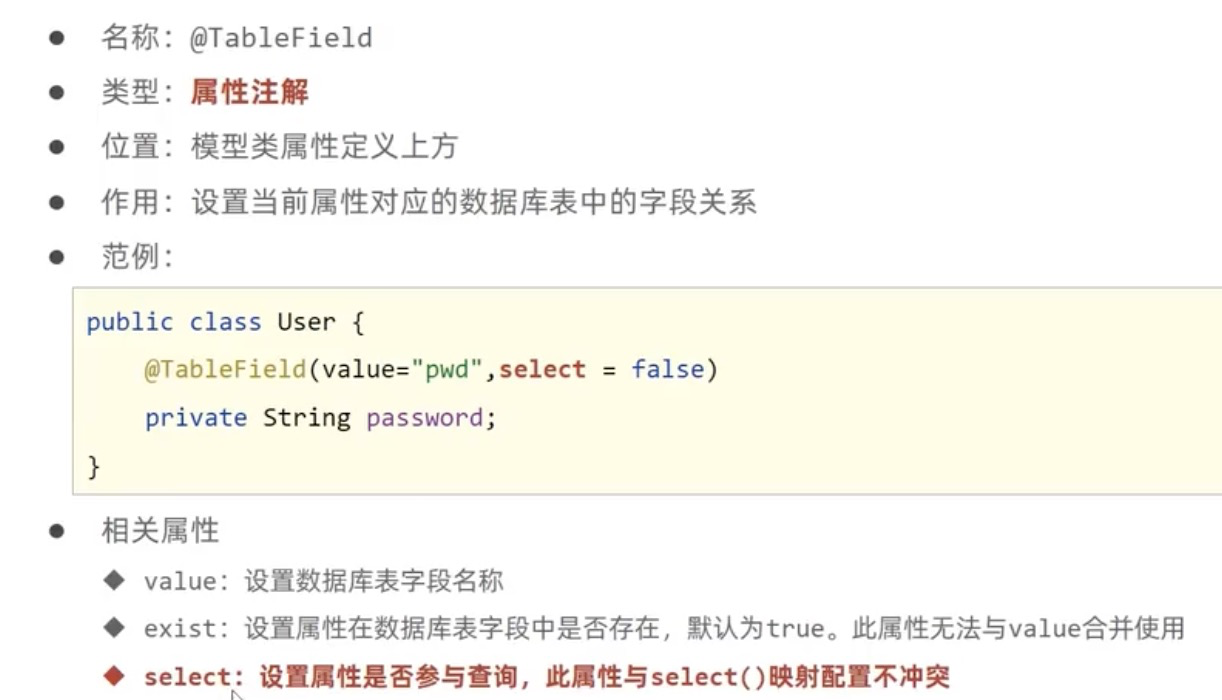 ● 名称：@TableField
● 类型：属性注解
● 位置：模型类属性定义上方
● 作用：设置当前属性对应的数据库表中的字段关系
● 范例：
public class User {
    @TableField(value="pwd",select = false)
    private String password;
}
● 相关属性
◆ value：设置数据库表字段名称
◆ exist：设置属性在数据库表字段中是否存在，默认为true。此属性无法与value合并使用
◆ select：设置属性是否参与查询，此属性与select()映射配置不冲突